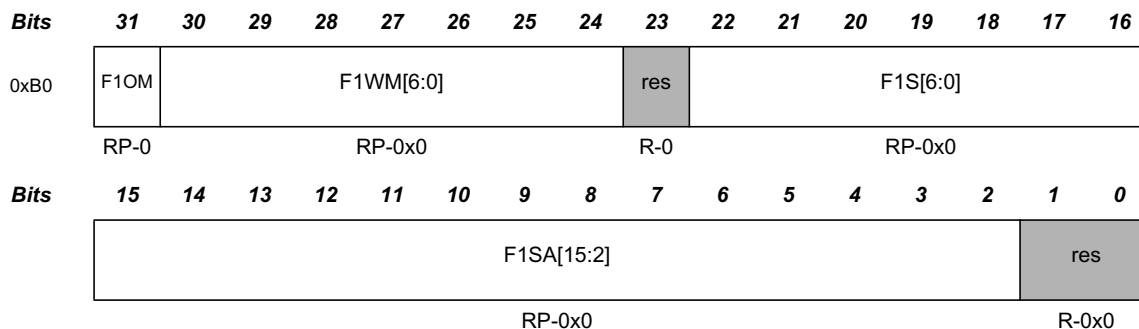 Bits 31 30 29 28 27 26 25 24 23 22 21 20 19 18 17 16
0xB0 F1OM F1WM[6:0] res F1S[6:0]
RP-0 RP-0x0 R-0 RP-0x0
Bits 15 14 13 12 11 10 9 8 7 6 5 4 3 2 1 0
F1SA[15:2] res
RP-0x0 R-0x0